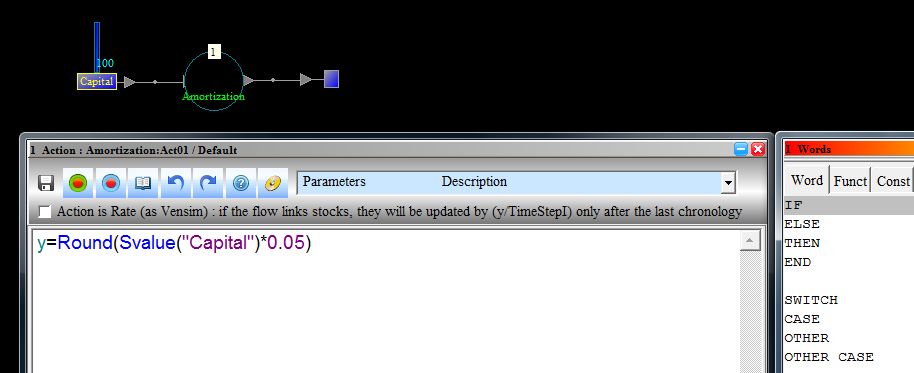 1
100
Capital
Amortization
1 Action : Amortization:Act01 / Default
Parameters Description
Action is Rate (as Vensim) : if the flow links stocks, they will be updated by (y/TimeStepI) only after the last chronology
y=Round(Svalue("Capital")*0.05)
1 Words
Word Funct Const
IF
ELSE
THEN
END
SWITCH
CASE
OTHER
OTHER CASE